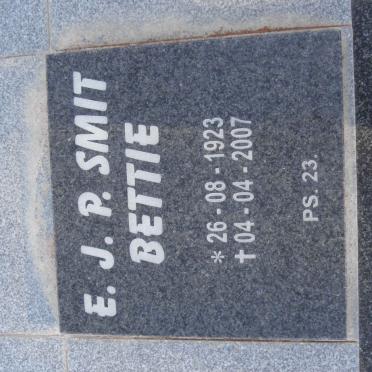 E. J. P. SMIT
BETTIE
* 26 - 08 - 1923
† 04 - 04 - 2007
PS. 23.